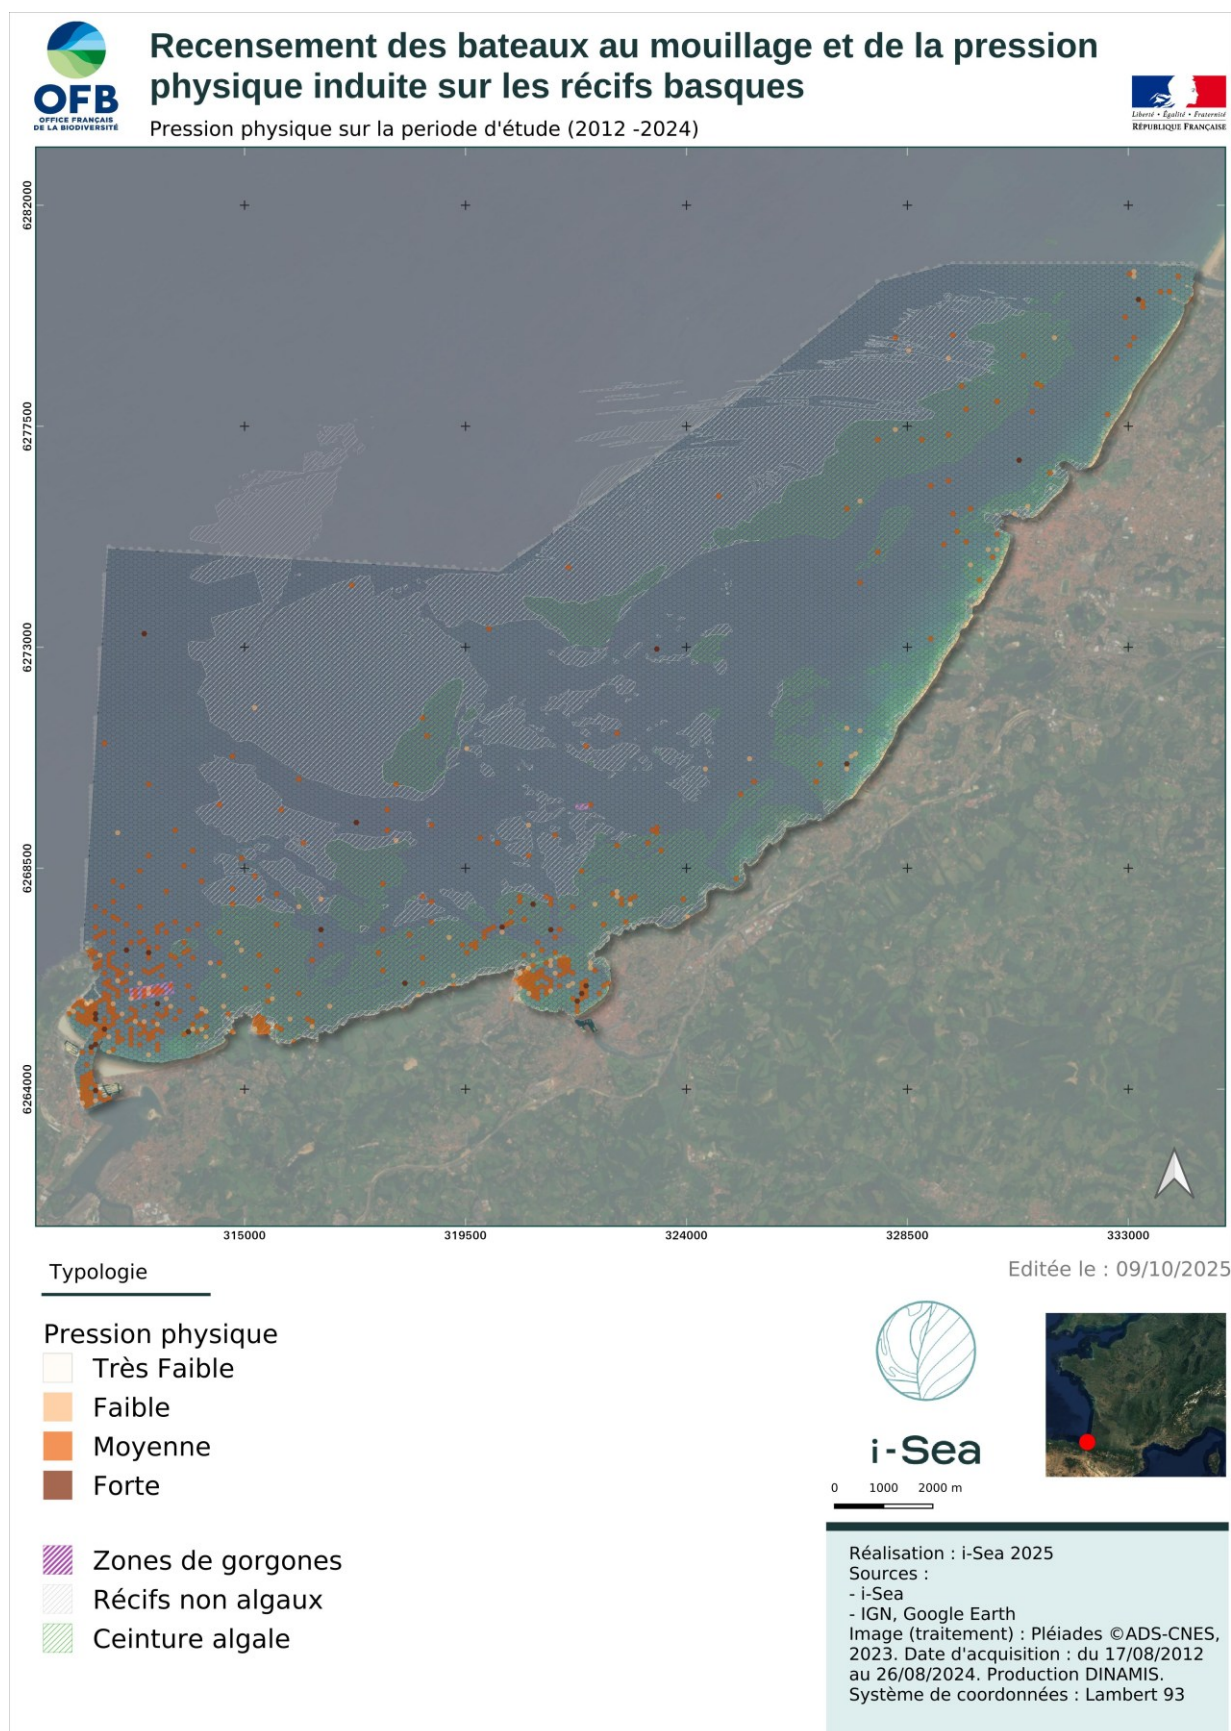 Recensement des bateaux au mouillage et de la pression
physique induite sur les récifs basques
Pression physique sur la periode d'étude (2012 -2024)
OFB
OFFICE FRANÇAIS
DE LA BIODIVERSITÉ
Liberté • Égalité • Fraternité
RÉPUBLIQUE FRANÇAISE
6282000
6277500
6273000
6268500
6264000
315000
319500
324000
328500
333000
Typologie
Editée le : 09/10/2025
Pression physique
Très Faible
Faible
Moyenne
Forte
Zones de gorgones
Récifs non algaux
Ceinture algale
i-Sea
0 1000 2000 m
Réalisation : i-Sea 2025
Sources :
- i-Sea
- IGN, Google Earth
Image (traitement) : Pléiades ©ADS-CNES,
2023. Date d'acquisition : du 17/08/2012
au 26/08/2024. Production DINAMIS.
Système de coordonnées : Lambert 93